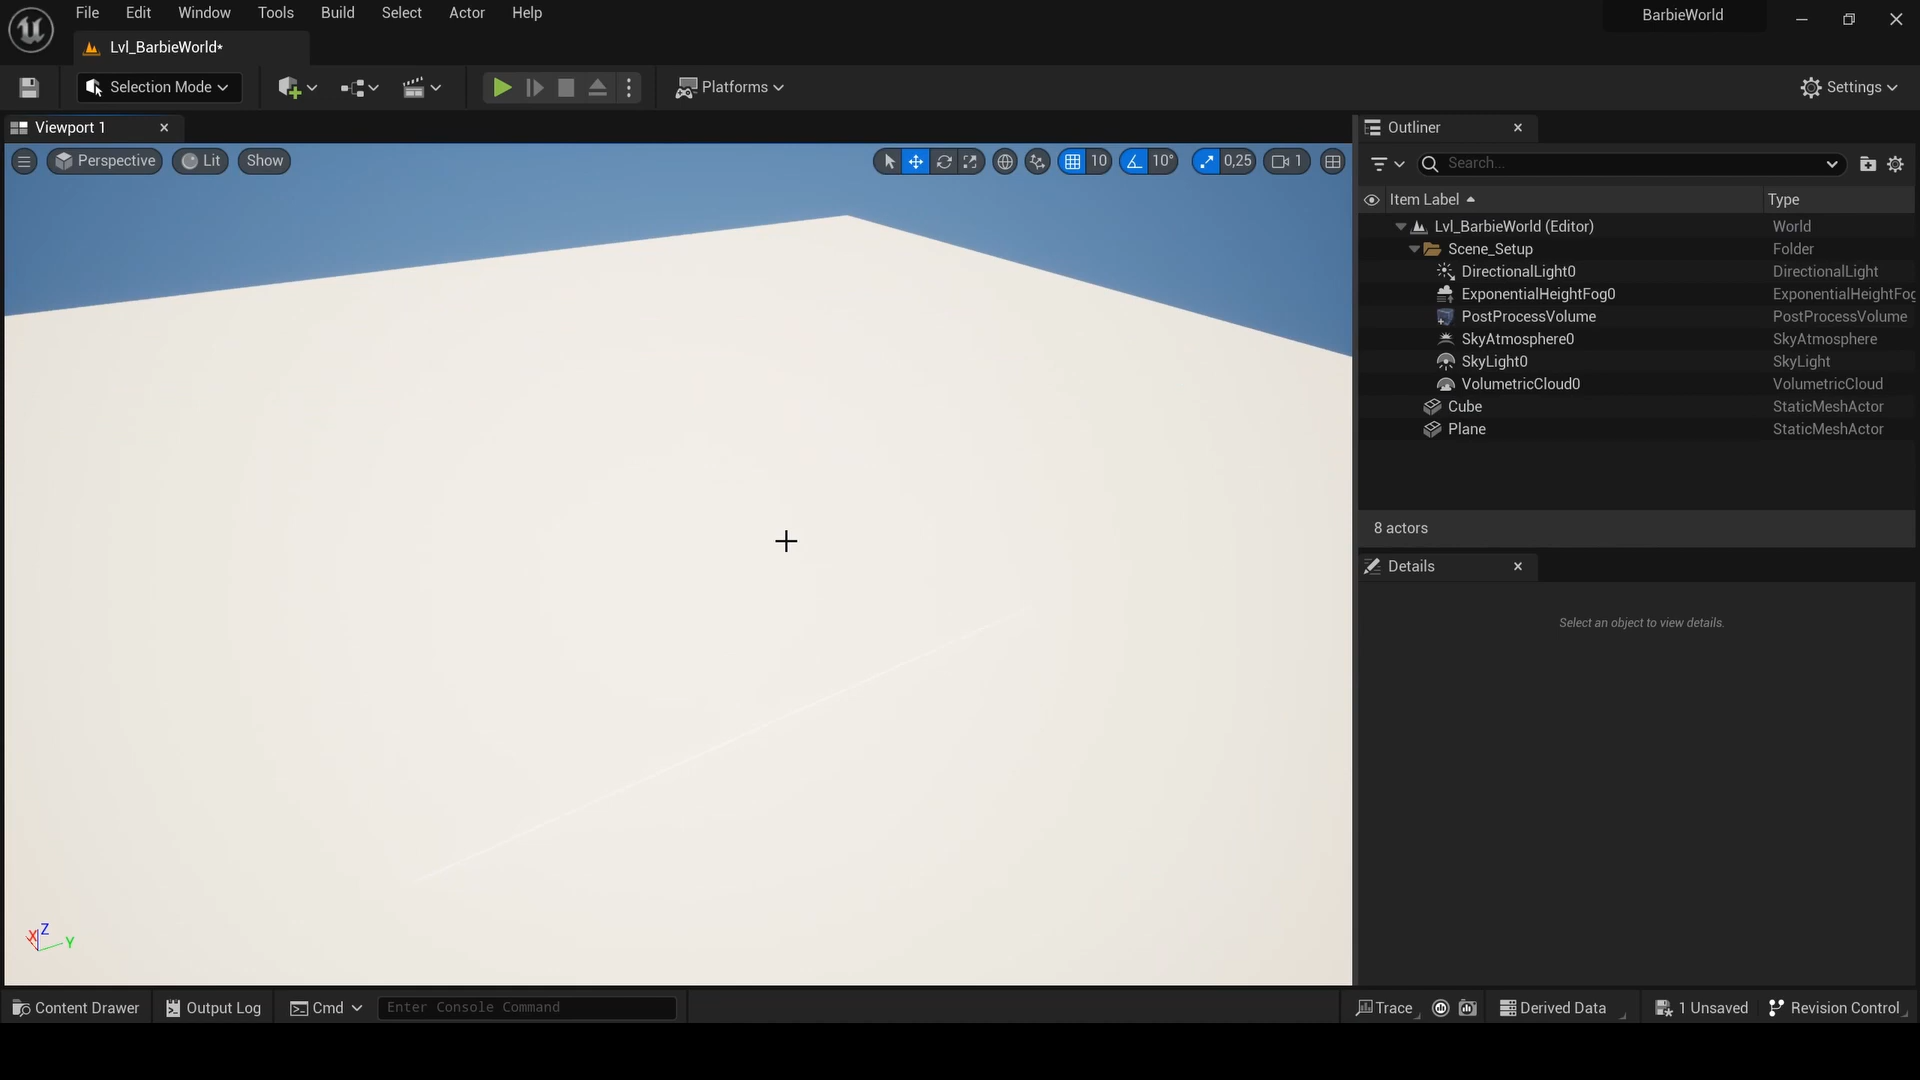 File Edit Window Tools Build Select Actor Help
BarbieWorld
Lvl_BarbieWorld*
Selection Mode
Platforms
Settings
Viewport 1
Outliner
Perspective Lit Show
10 10° 0,25 1
Search...
Item Label Type
Lvl_BarbieWorld (Editor) World
Scene_Setup Folder
DirectionalLight0 DirectionalLight
ExponentialHeightFog0 ExponentialHeightFog
PostProcessVolume PostProcessVolume
SkyAtmosphere0 SkyAtmosphere
SkyLight0 SkyLight
VolumetricCloud0 VolumetricCloud
Cube StaticMeshActor
Plane StaticMeshActor
8 actors
Details
Select an object to view details.
Z
X Y
Content Drawer Output Log Cmd Enter Console Command Trace Derived Data 1 Unsaved Revision Control